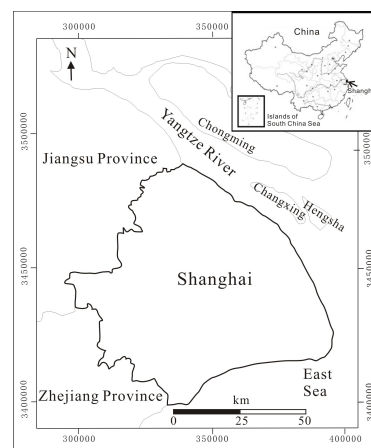 300000
350000
China
Shangh
Islands of
South China Sea
N
3500000
3500000
Chongming
Yangtze River
Jiangsu Province
Changxing
Hengsha
3450000
3450000
Shanghai
East
Sea
Zhejiang Province
km
0
25
50
3400000
3400000
300000
350000
400000